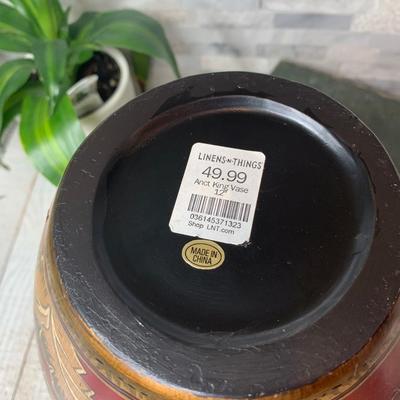 LINENS·N·THINGS
49.99
Anct King Vase
12"
036145371323
Shop LNT.com
MADE IN
CHINA